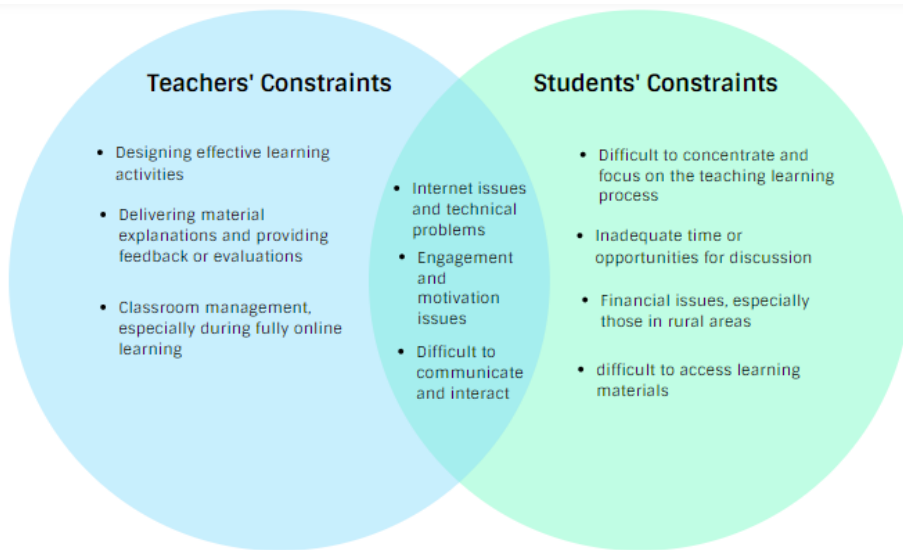 Teachers' Constraints
• Designing effective learning
activities
• Delivering material
explanations and providing
feedback or evaluations
• Classroom management,
especially during fully online
learning
• Internet issues
and technical
problems
• Engagement
and
motivation
issues
• Difficult to
communicate
and interact
Students' Constraints
• Difficult to concentrate and
focus on the teaching learning
process
• Inadequate time or
opportunities for discussion
• Financial issues, especially
those in rural areas
• difficult to access learning
materials